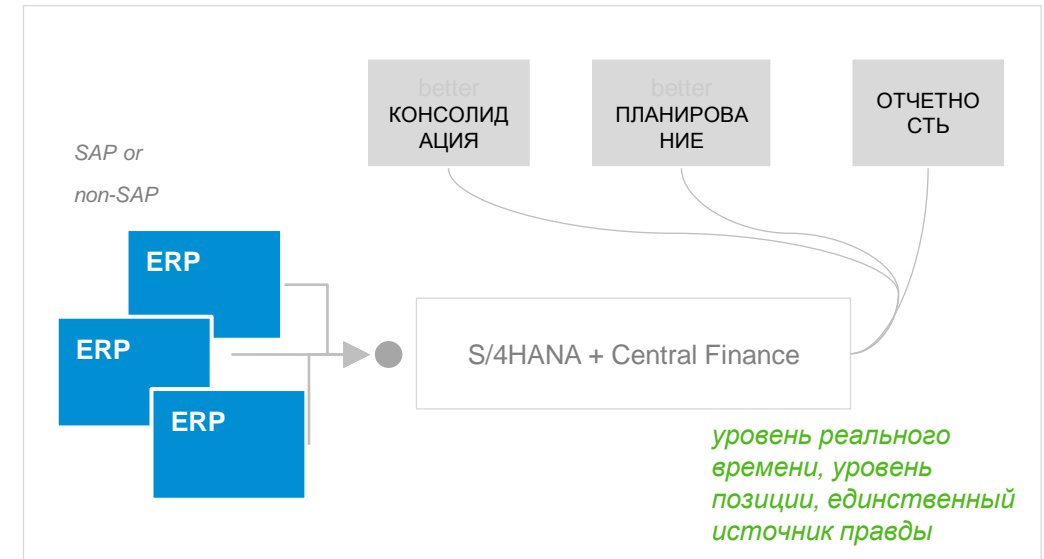 better
КОНСОЛИД
АЦИЯ
better
ПЛАНИРОВА
НИЕ
ОТЧЕТНО
СТЬ
SAP or
non-SAP
ERP
ERP
ERP
S/4HANA + Central Finance
уровень реального
времени, уровень
позиции, единственный
источник правды